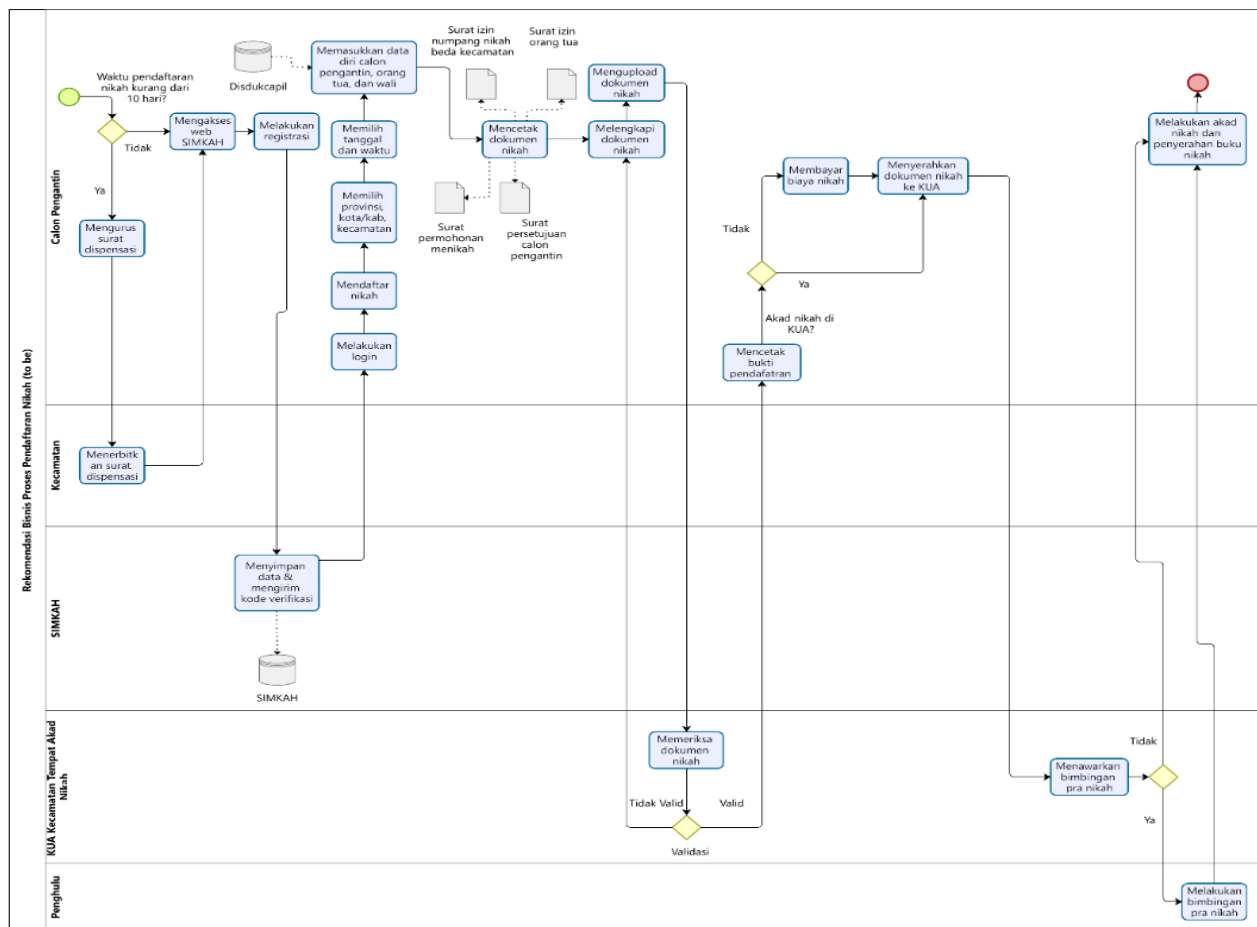 Rekomendasi Bisnis Proses Pendaftaran Nikah (to be)
Calon Pengantin
Waktu pendaftaran
nikah kurang dari
10 hari?
Tidak
Ya
Mengakses
web
SIMKAH
Melakukan
registrasi
Mengurus
surat
dispensasi
Disdukcapil
Memasukkan data
diri calon
pengantin, orang
tua, dan wali
Memilih
tanggal
dan waktu
Memilih
provinsi,
kota/kab,
kecamatan
Mendaftar
nikah
Melakukan
login
Surat izin
numpang nikah
beda kecamatan
Surat izin
orang tua
Mencetak
dokumen
nikah
Surat
permohonan
menikah
Surat
persetujuan
calon
pengantin
Mengupload
dokumen
nikah
Melengkapi
dokumen
nikah
Membayar
biaya nikah
Menyerahkan
dokumen nikah
ke KUA
Tidak
Ya
Akad nikah di
KUA?
Mencetak
bukti
pendafatran
Melakukan akad
nikah dan
penyerahan buku
nikah
Kecamatan
Menerbitk
an surat
dispensasi
SIMKAH
Menyimpan
data &
mengirim
kode verifikasi
SIMKAH
KUA Kecamatan Tempat Akad
Nikah
Memeriksa
dokumen
nikah
Tidak Valid
Valid
Validasi
Menawarkan
bimbingan
pra nikah
Tidak
Ya
Penghulu
Melakukan
bimbingan
pra nikah